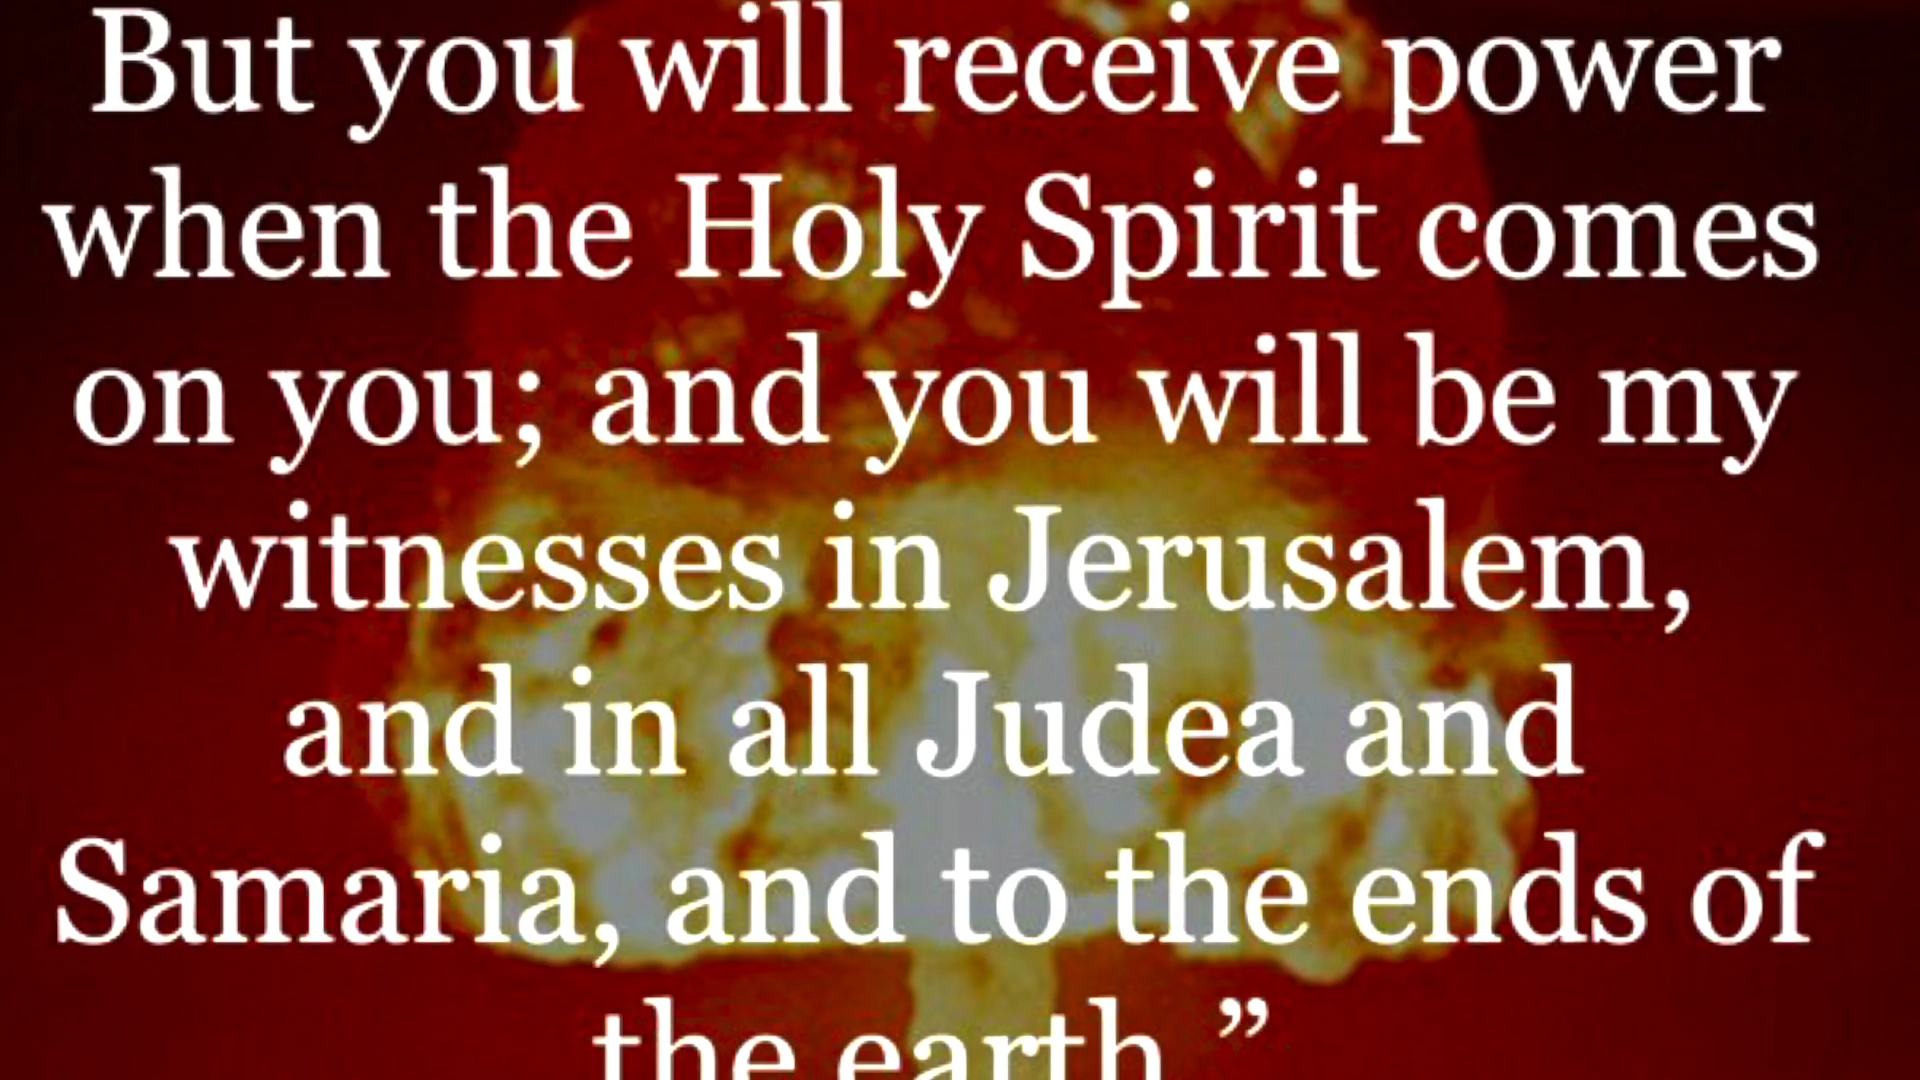 But you will receive power
when the Holy Spirit comes
on you; and you will be my
witnesses in Jerusalem,
and in all Judea and
Samaria, and to the ends of
the earth.”